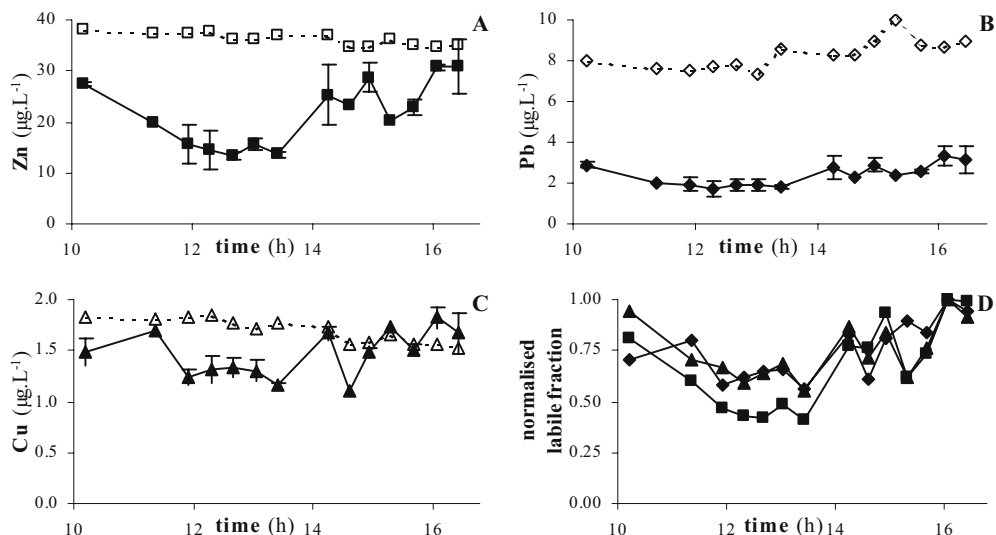 A
40
30
20
10
0
Zn (µg.L-1)
10
12
14
16
time (h)
B
10
8
6
4
2
0
Pb (µg.L-1)
10
12
14
16
time (h)
C
2.0
1.5
1.0
0.5
0.0
Cu (µg.L-1)
10
12
14
16
time (h)
D
1.00
0.75
0.50
0.25
0.00
normalised
labile fraction
10
12
14
16
time (h)